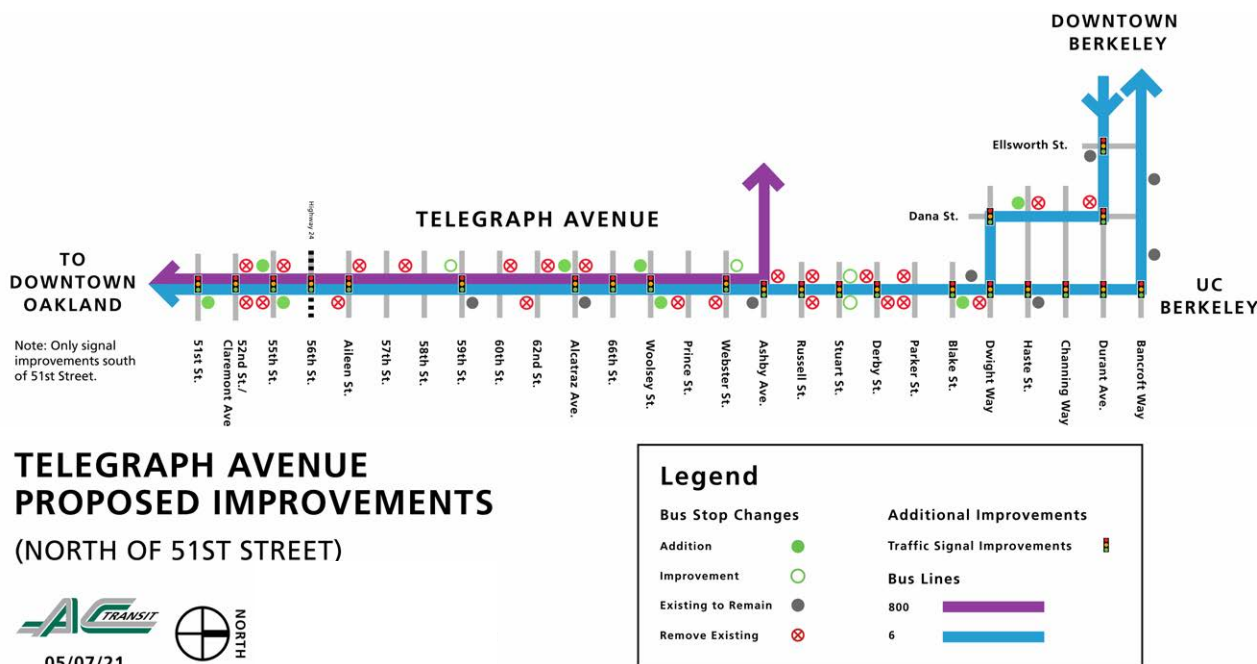 DOWNTOWN
BERKELEY
Ellsworth St.
Dana St.
Highway 24
TELEGRAPH AVENUE
TO
DOWNTOWN
OAKLAND
UC
BERKELEY
Note: Only signal
improvements south
of 51st Street.
51st St.
52nd St./
Claremont Ave
55th St.
56th St.
Aileen St.
57th St.
58th St.
59th St.
60th St.
62nd St.
Alcatraz Ave.
66th St.
Woolsey St.
Prince St.
Webster St.
Ashby Ave.
Russell St.
Stuart St.
Derby St.
Parker St.
Blake St.
Dwight Way
Haste St.
Channing Way
Durant Ave.
Bancroft Way
TELEGRAPH AVENUE
PROPOSED IMPROVEMENTS
(NORTH OF 51ST STREET)
AC TRANSIT
NORTH
05/07/21
Legend
Bus Stop Changes
Addition
Improvement
Existing to Remain
Remove Existing
Additional Improvements
Traffic Signal Improvements
Bus Lines
800
6